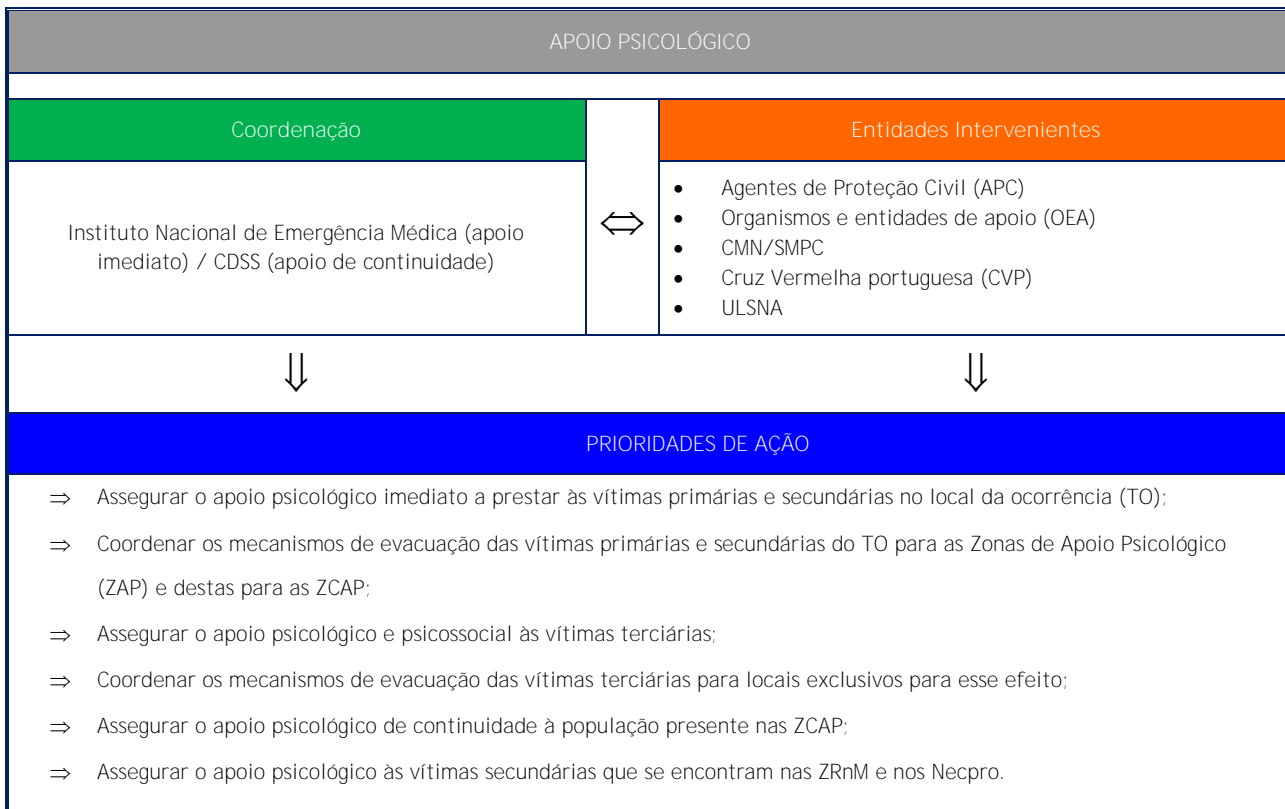 APOIO PSICOLÓGICO
Coordenação
Instituto Nacional de Emergência Médica (apoio
imediato) / CDSS (apoio de continuidade)
⇔
Entidades Intervenientes
• Agentes de Proteção Civil (APC)
• Organismos e entidades de apoio (OEA)
• CMN/SMPC
• Cruz Vermelha portuguesa (CVP)
• ULSNA
⇓ ⇓
PRIORIDADES DE AÇÃO
⇒ Assegurar o apoio psicológico imediato a prestar às vítimas primárias e secundárias no local da ocorrência (TO);
⇒ Coordenar os mecanismos de evacuação das vítimas primárias e secundárias do TO para as Zonas de Apoio Psicológico
(ZAP) e destas para as ZCAP;
⇒ Assegurar o apoio psicológico e psicossocial às vítimas terciárias;
⇒ Coordenar os mecanismos de evacuação das vítimas terciárias para locais exclusivos para esse efeito;
⇒ Assegurar o apoio psicológico de continuidade à população presente nas ZCAP;
⇒ Assegurar o apoio psicológico às vítimas secundárias que se encontram nas ZRnM e nos Necpro.